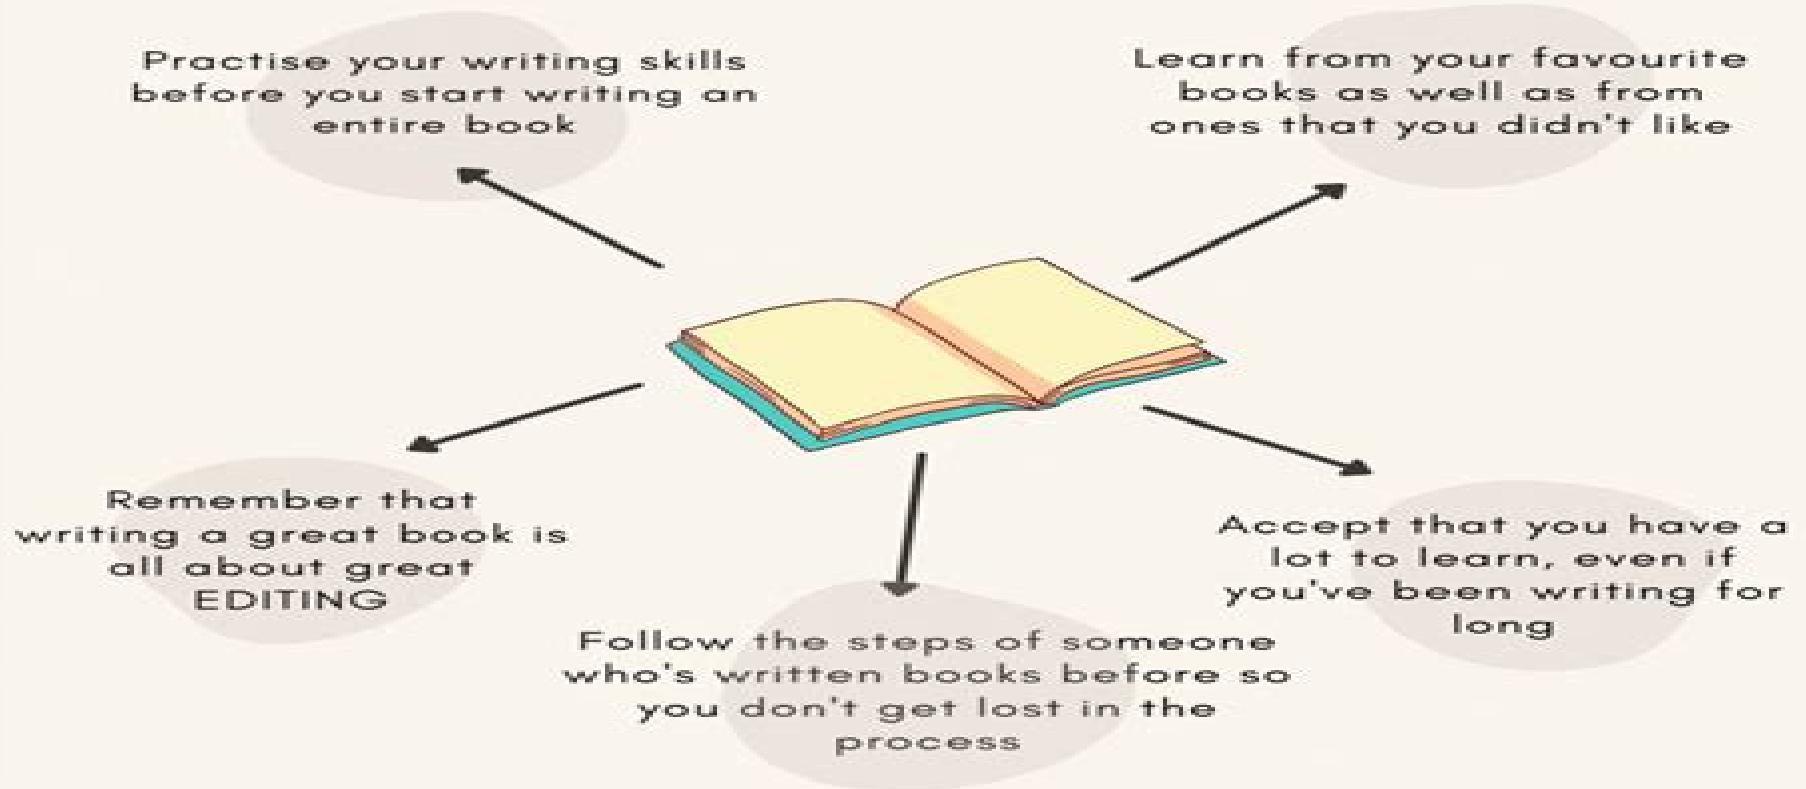 Practise your writing skills
before you start writing an
entire book
Learn from your favourite
books as well as from
ones that you didn't like
Remember that
writing a great book is
all about great
EDITING
Accept that you have a
lot to learn, even if
you've been writing for
long
Follow the steps of someone
who's written books before so
you don't get lost in the
process